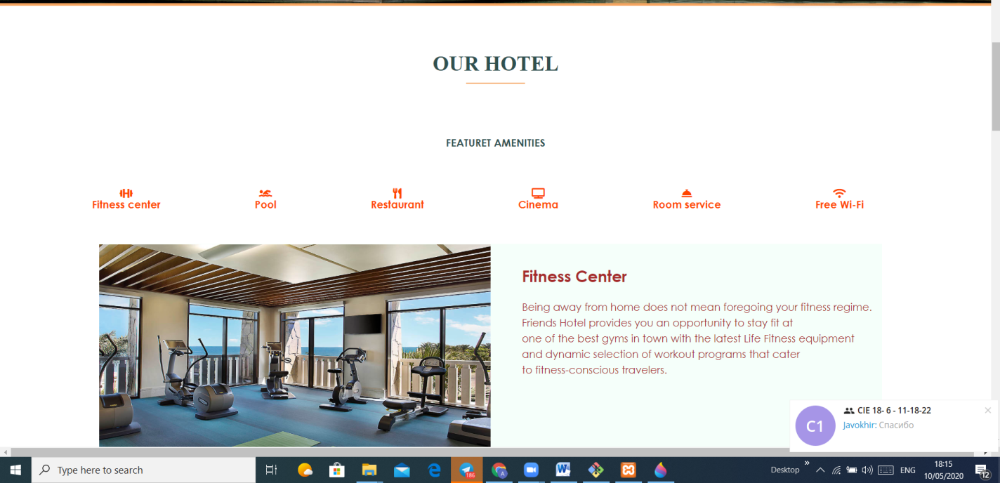 OUR HOTEL
FEATURET AMENITIES
Fitness center
Pool
Restaurant
Cinema
Room service
Free Wi-Fi
Fitness Center
Being away from home does not mean foregoing your fitness regime.
Friends Hotel provides you an opportunity to stay fit at
one of the best gyms in town with the latest Life Fitness equipment
and dynamic selection of workout programs that cater
to fitness-conscious travelers.
C1
CIE 18- 6 - 11-18-22
Javokhir: Спасибо
Type here to search
186
A
W
Desktop
ENG
18:15
10/05/2020
12